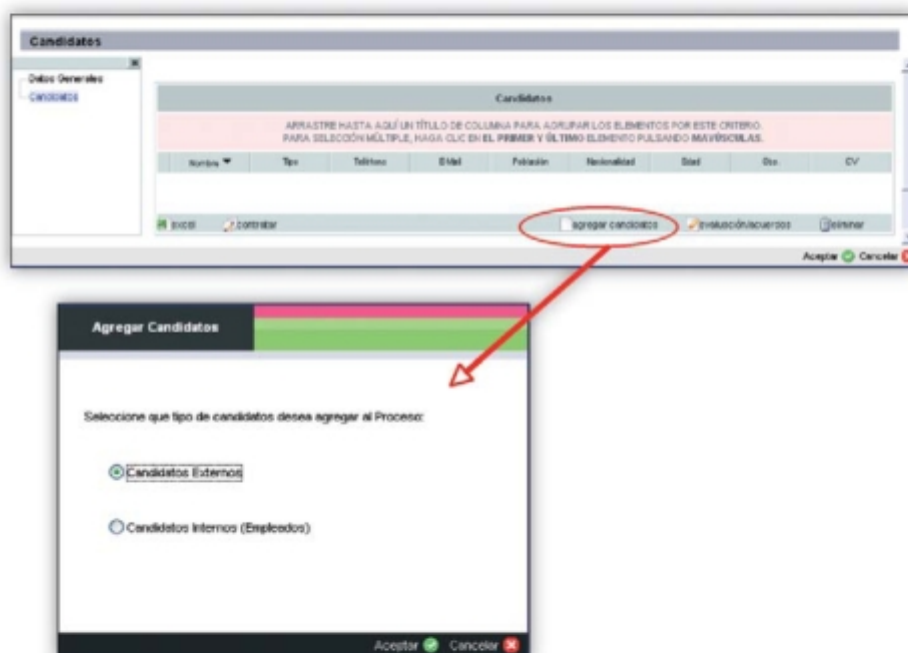 Candidatos
Datos Generales
Candidatos
Candidatos
ARRASTRE HASTA AQUÍ UN TÍTULO DE COLUMNA PARA AGRUPAR LOS ELEMENTOS POR ESTE CRITERIO.
PARA SELECCIÓN MÚLTIPLE, HAGA CLIC EN EL PRIMER Y ÚLTIMO ELEMENTO PULSANDO MAYÚSCULAS.
Nombre Tipo Teléfono E-Mail Población Nacionalidad Edad CV
excel contratar agregar candidatos evaluación/acuerdos eliminar
Aceptar Cancelar
Agregar Candidatos
Seleccione que tipo de candidatos desea agregar al Proceso:
Candidatos Externos
Candidatos Internos (Empleados)
Aceptar Cancelar